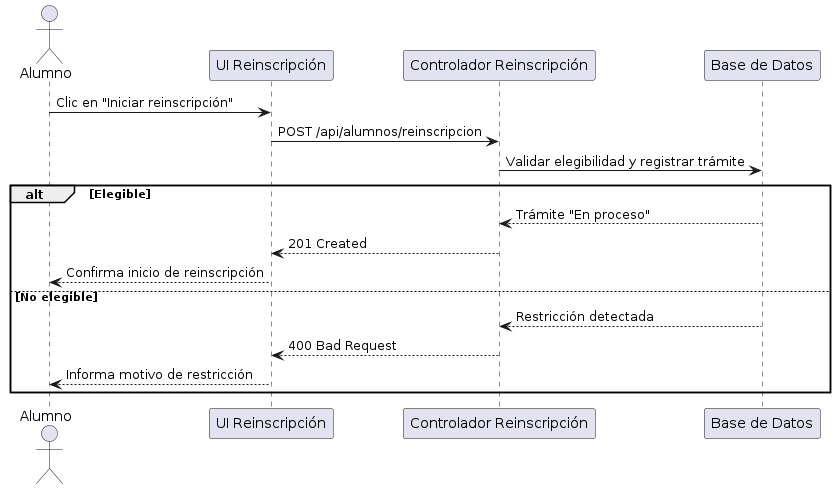 Alumno
UI Reinscripción
Controlador Reinscripción
Base de Datos
Clic en "Iniciar reinscripción"
POST /api/alumnos/reinscripcion
Validar elegibilidad y registrar trámite
alt
[Elegible]
Trámite "En proceso"
201 Created
Confirma inicio de reinscripción
[No elegible]
Restricción detectada
400 Bad Request
Informa motivo de restricción
Alumno
UI Reinscripción
Controlador Reinscripción
Base de Datos